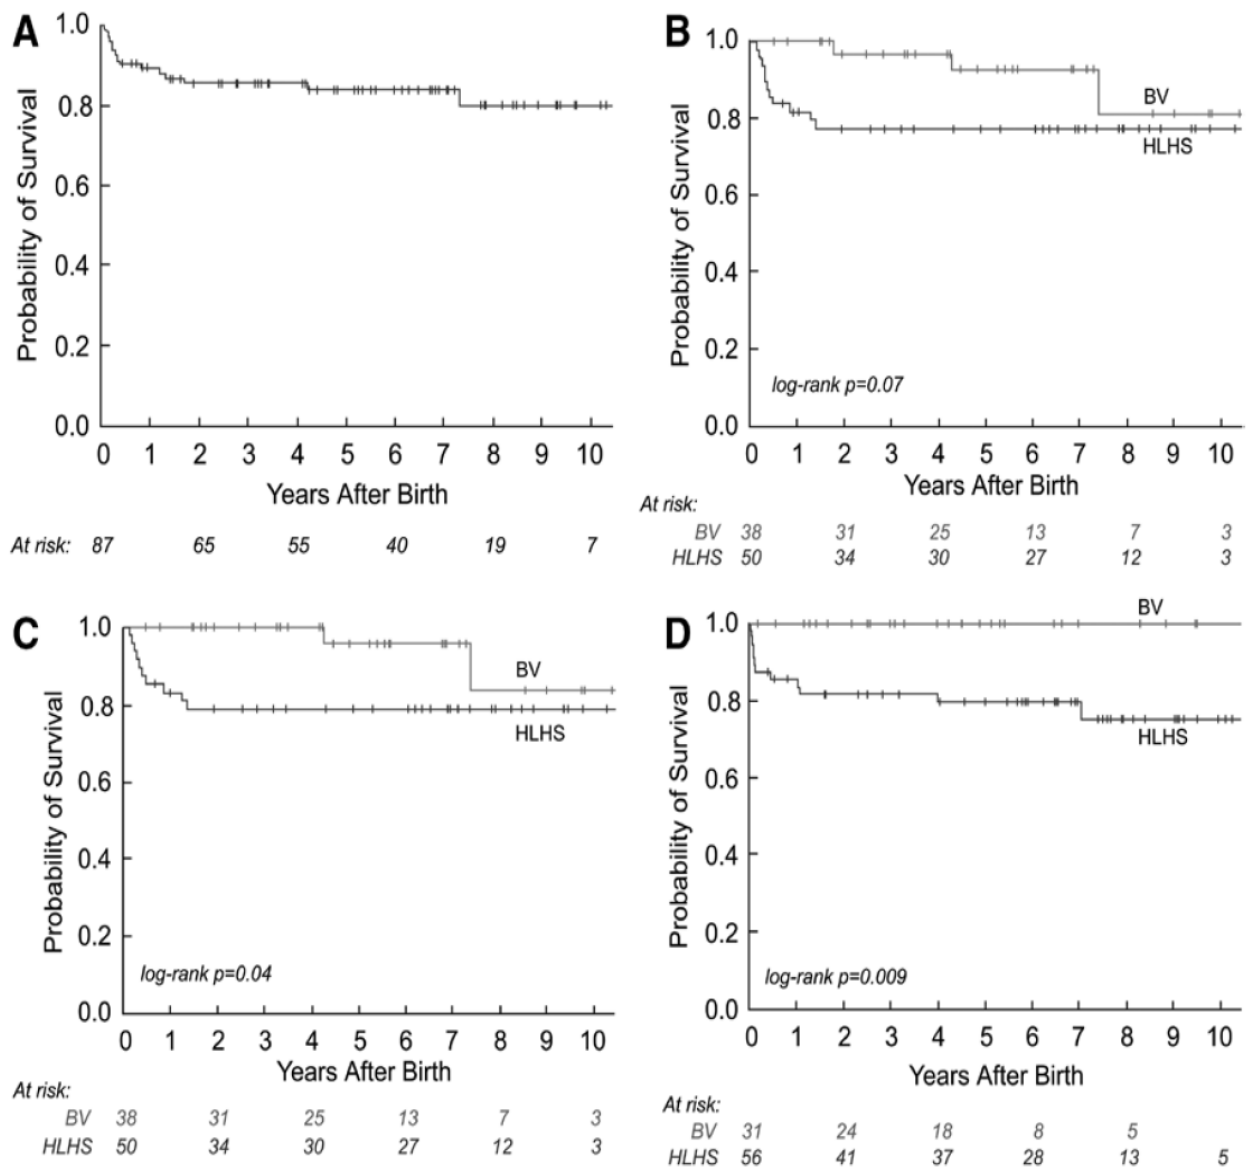 A
1.0
0.8
0.6
0.4
0.2
0.0
Probability of Survival
0 1 2 3 4 5 6 7 8 9 10
Years After Birth
At risk: 87 65 55 40 19 7
B
1.0
0.8
0.6
0.4
0.2
0.0
Probability of Survival
BV
HLHS
log-rank p=0.07
0 1 2 3 4 5 6 7 8 9 10
Years After Birth
At risk:
BV 38 31 25 13 7 3
HLHS 50 34 30 27 12 3
C
1.0
0.8
0.6
0.4
0.2
0.0
Probability of Survival
BV
HLHS
log-rank p=0.04
0 1 2 3 4 5 6 7 8 9 10
Years After Birth
At risk:
BV 38 31 25 13 7 3
HLHS 50 34 30 27 12 3
D
1.0
0.8
0.6
0.4
0.2
0.0
Probability of Survival
BV
HLHS
log-rank p=0.009
0 1 2 3 4 5 6 7 8 9 10
Years After Birth
At risk:
BV 31 24 18 8 5
HLHS 56 41 37 28 13 5